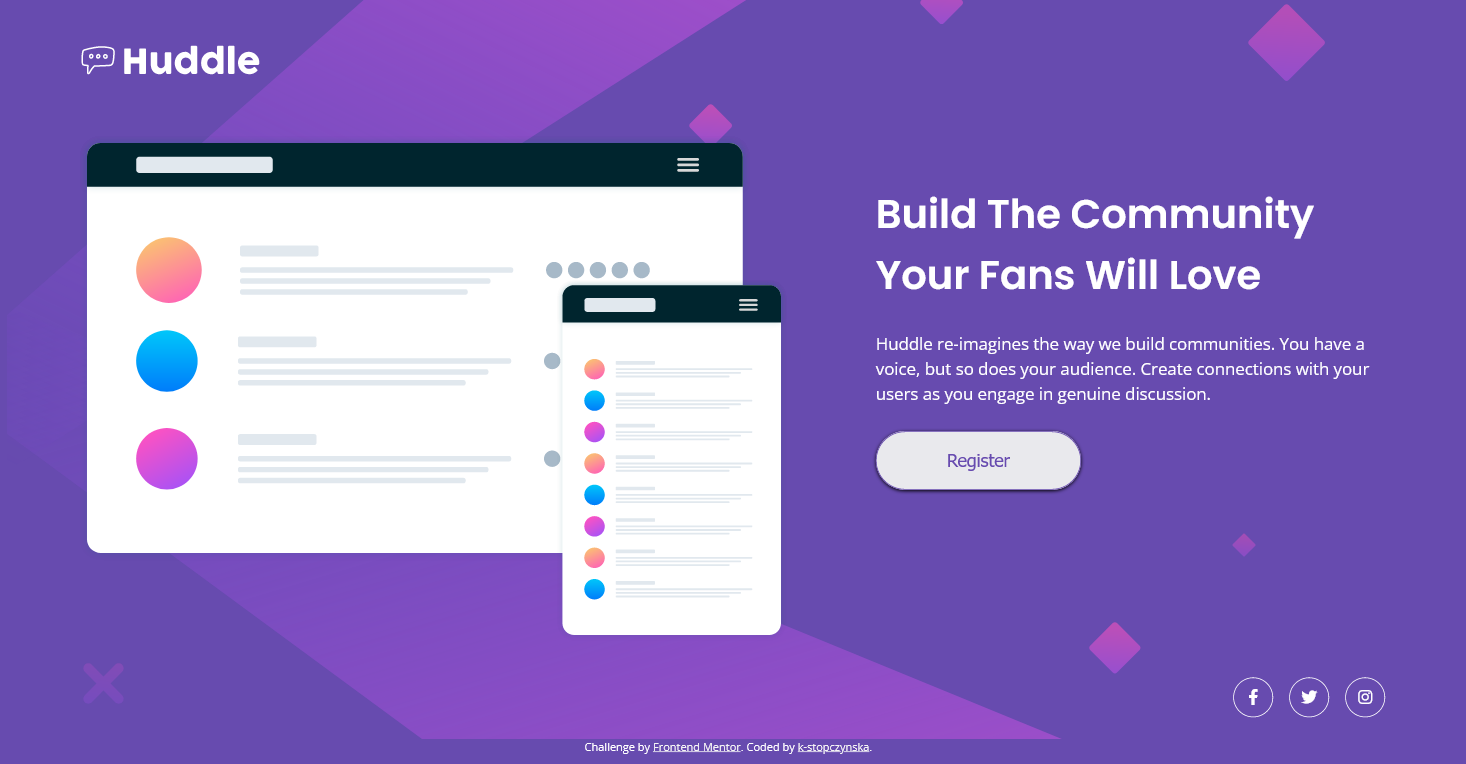 Huddle
Build The Community
Your Fans Will Love
Huddle re-imagines the way we build communities. You have a
voice, but so does your audience. Create connections with your
users as you engage in genuine discussion.
Register
Challenge by Frontend Mentor. Coded by k-stopczynska.